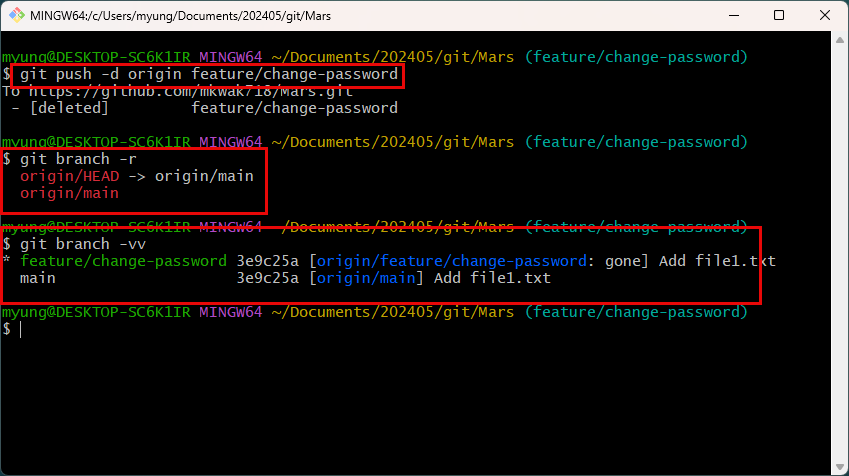 MINGW64:/c/Users/myung/Documents/202405/git/Mars
myung@DESKTOP-SC6K1IR MINGW64 ~/Documents/202405/git/Mars (feature/change-password)
$ git push -d origin feature/change-password
To https://github.com/mkwak718/Mars.git
 - [deleted]         feature/change-password
myung@DESKTOP-SC6K1IR MINGW64 ~/Documents/202405/git/Mars (feature/change-password)
$ git branch -r
  origin/HEAD -> origin/main
  origin/main
myung@DESKTOP-SC6K1IR MINGW64 ~/Documents/202405/git/Mars (feature/change-password)
$ git branch -vv
* feature/change-password 3e9c25a [origin/feature/change-password: gone] Add file1.txt
  main                    3e9c25a [origin/main] Add file1.txt
myung@DESKTOP-SC6K1IR MINGW64 ~/Documents/202405/git/Mars (feature/change-password)
$